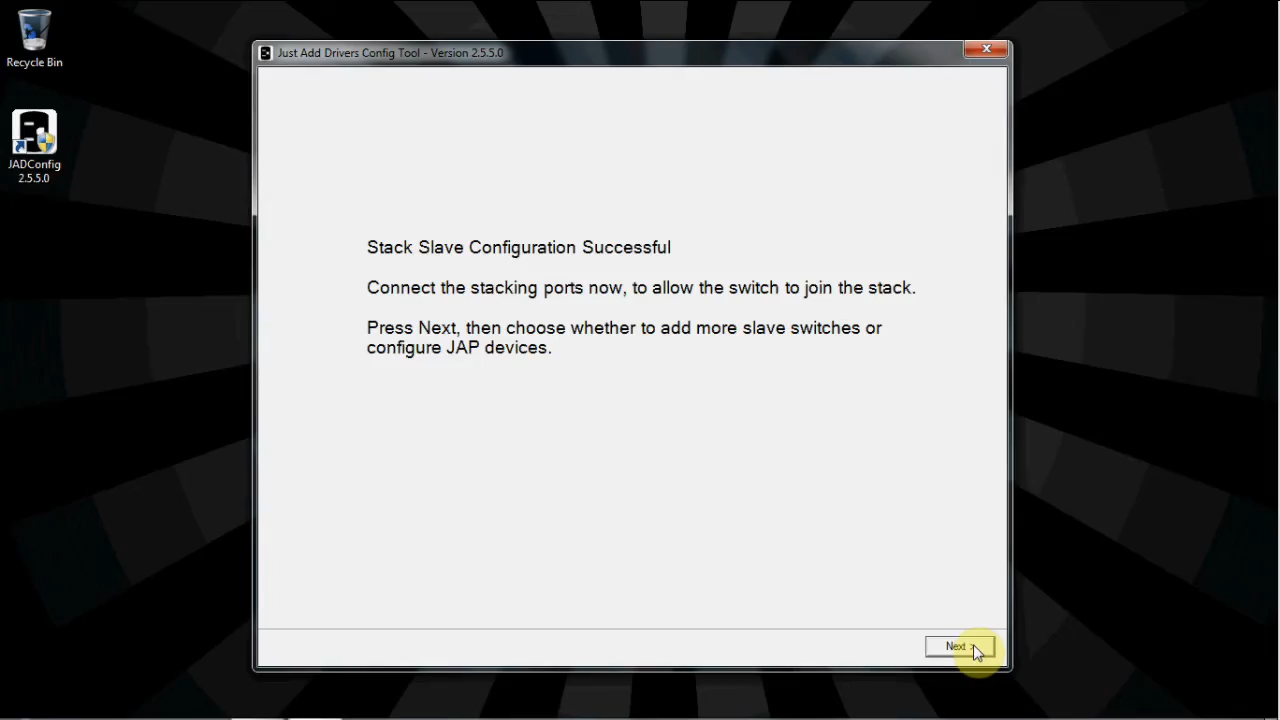 Recycle Bin
JADConfig
2.5.5.0
Just Add Drivers Config Tool - Version 2.5.5.0
Stack Slave Configuration Successful
Connect the stacking ports now, to allow the switch to join the stack.
Press Next, then choose whether to add more slave switches or
configure JAP devices.
Next >